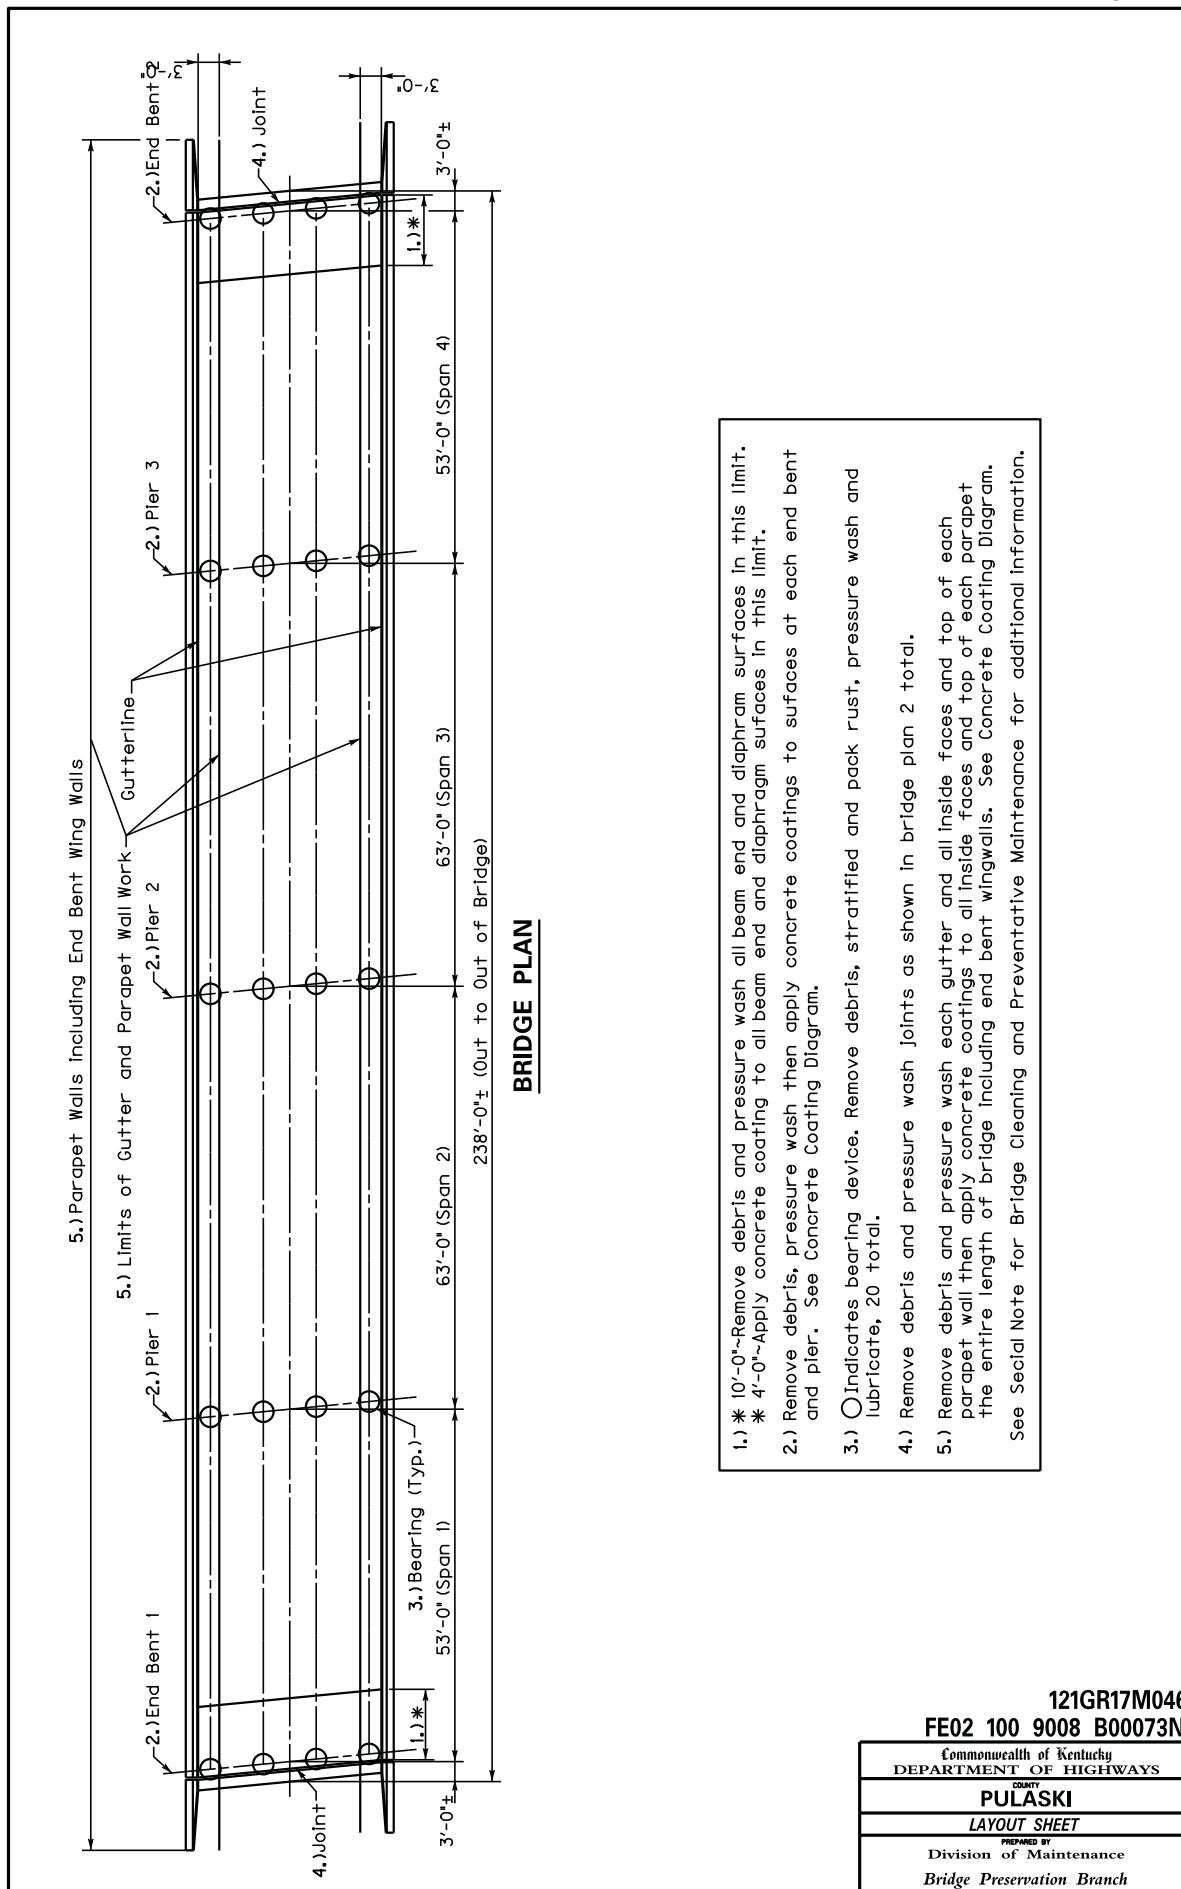 5.) Parapet Walls including End Bent Wing Walls
5.) Limits of Gutter and Parapet Wall Work
Gutterline
2.) End Bent 1
2.) Pier 1
2.) Pier 2
2.) Pier 3
2.) End Bent 2
3'-0"
3'-0"
4.) Joint
4.) Joint
1.) *
1.) *
3.) Bearing (Typ.)
3'-0"±
53'-0" (Span 1)
63'-0" (Span 2)
63'-0" (Span 3)
53'-0" (Span 4)
3'-0"±
238'-0"± (Out to Out of Bridge)
BRIDGE PLAN
1.) * 10'-0"~Remove debris and pressure wash all beam end and diaphram surfaces in this limit.
* 4'-0"~Apply concrete coating to all beam end and diaphragm sufaces in this limit.
2.) Remove debris, pressure wash then apply concrete coatings to sufaces at each end bent
and pier. See Concrete Coating Diagram.
3.) Indicates bearing device. Remove debris, stratified and pack rust, pressure wash and
lubricate, 20 total.
4.) Remove debris and pressure wash joints as shown in bridge plan 2 total.
5.) Remove debris and pressure wash each gutter and all inside faces and top of each
parapet wall then apply concrete coatings to all inside faces and top of each parapet
the entire length of bridge including end bent wingwalls. See Concrete Coating Diagram.
See Secial Note for Bridge Cleaning and Preventative Maintenance for additional information.
121GR17M046
FE02 100 9008 B00073N
Commonwealth of Kentucky
DEPARTMENT OF HIGHWAYS
COUNTY
PULASKI
LAYOUT SHEET
PREPARED BY
Division of Maintenance
Bridge Preservation Branch